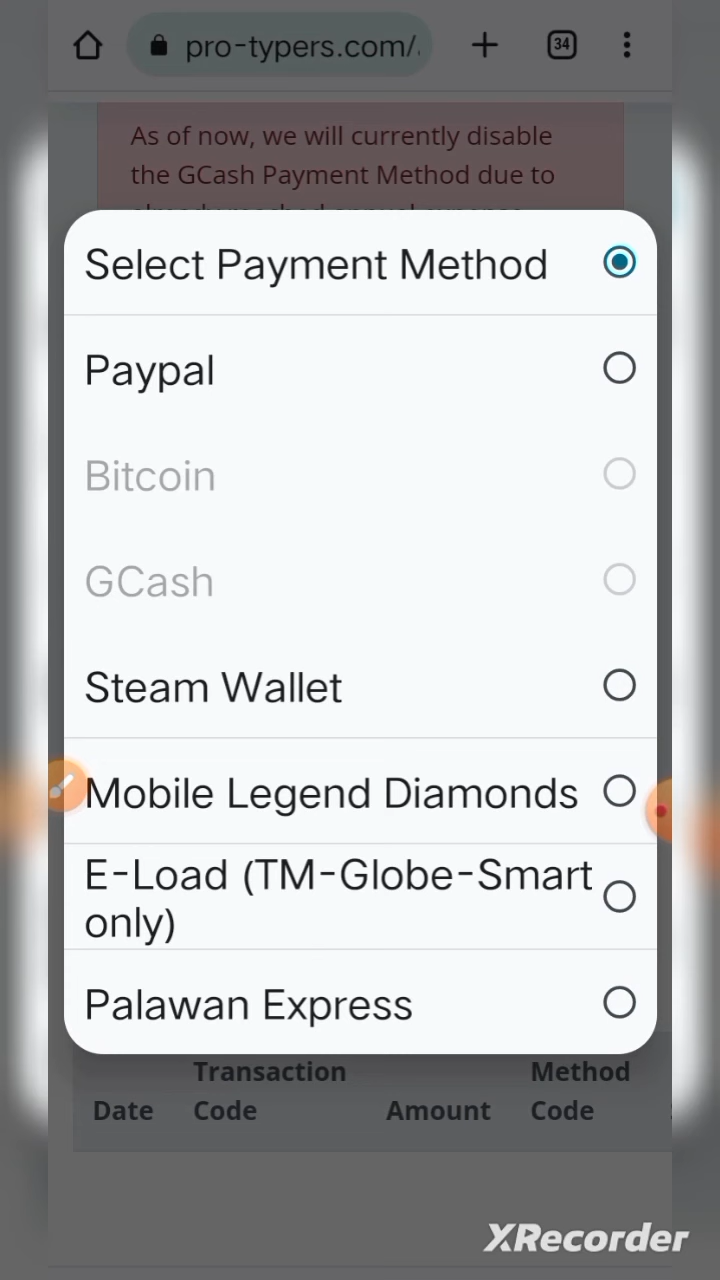 pro-typers.com/.
34
As of now, we will currently disable
the GCash Payment Method due to
Select Payment Method
Paypal
Bitcoin
GCash
Steam Wallet
Mobile Legend Diamonds
E-Load (TM-Globe-Smart
only)
Palawan Express
Transaction Method
Date Code Amount Code
XRecorder